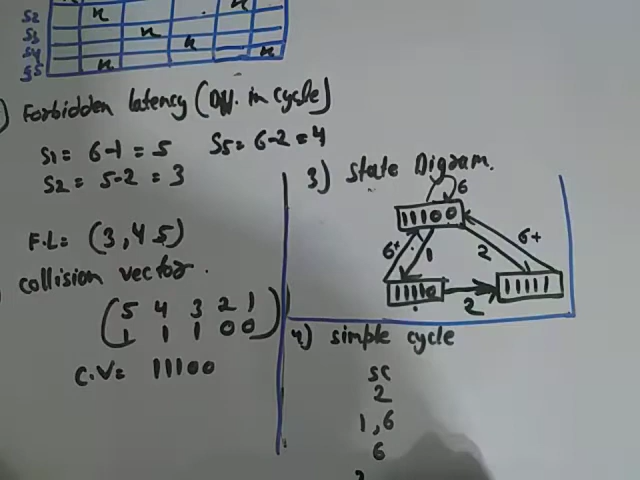 x
S2 x x
S3 x
S4 x
S5 x x
) Forbidden latency (Diff. in cycle)
S1 = 6-1 = 5 S5 = 6-2 = 4
S2 = 5-2 = 3
F.L = (3, 4 5)
) collision vector.
(5 4 3 2 1)
1 1 1 0 0
C.V = 11100
3) State Digram.
6
11100
6+ 1 2 6+
11110
11111
2
4) simple cycle
SC
2
1, 6
6